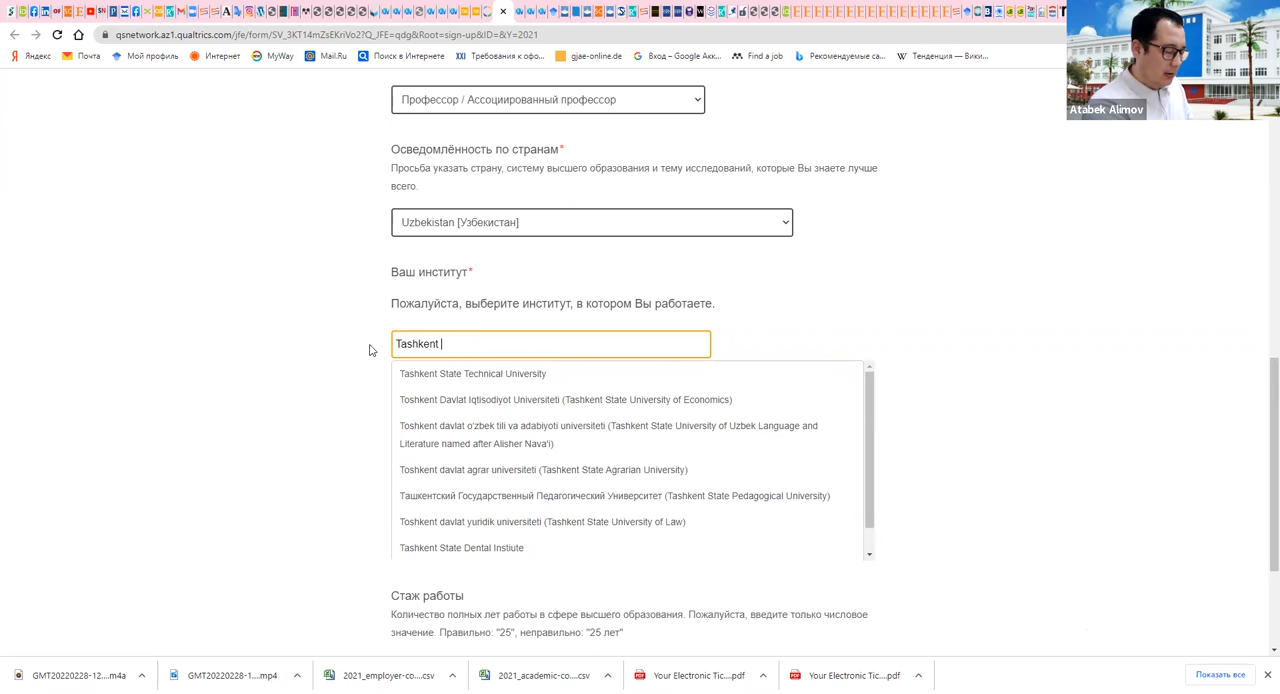 qsnetwork.az1.qualtrics.com/jfe/form/SV_3KT14mZsEKriVo2?Q_JFE=qdg&Root=sign-up&ID=&Y=2021
Яндекс Почта Мой профиль Интернет MyWay Mail.Ru Поиск в Интернете Требования к офо... gjae-online.de Вход – Google Акк... Find a job Рекомендуемые са... Тенденция — Вики...
Atabek Alimov
Профессор / Ассоциированный профессор
Осведомлённость по странам*
Просьба указать страну, систему высшего образования и тему исследований, которые Вы знаете лучше
всего.
Uzbekistan [Узбекистан]
Ваш институт*
Пожалуйста, выберите институт, в котором Вы работаете.
Tashkent
Tashkent State Technical University
Toshkent Davlat Iqtisodiyot Universiteti (Tashkent State University of Economics)
Toshkent davlat o'zbek tili va adabiyoti universiteti (Tashkent State University of Uzbek Language and
Literature named after Alisher Nava'i)
Toshkent davlat agrar universiteti (Tashkent State Agrarian University)
Ташкентский Государственный Педагогический Университет (Tashkent State Pedagogical University)
Toshkent davlat yuridik universiteti (Tashkent State University of Law)
Tashkent State Dental Instiute
Стаж работы
Количество полных лет работы в сфере высшего образования. Пожалуйста, введите только числовое
значение. Правильно: "25", неправильно: "25 лет"
GMT20220228-12....m4a GMT20220228-1....mp4 2021_employer-co....csv 2021_academic-co....csv Your Electronic Tic....pdf Your Electronic Tic....pdf Показать все